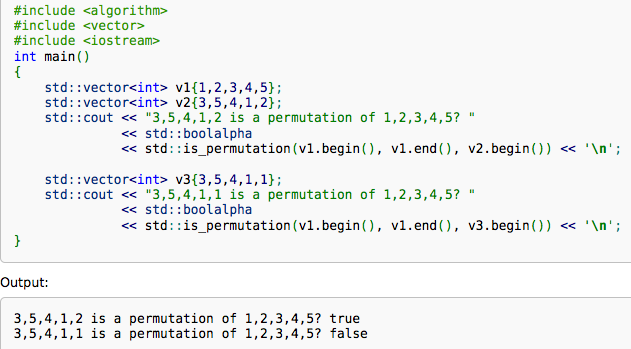 #include <algorithm>
#include <vector>
#include <iostream>
int main()
{
    std::vector<int> v1{1,2,3,4,5};
    std::vector<int> v2{3,5,4,1,2};
    std::cout << "3,5,4,1,2 is a permutation of 1,2,3,4,5? "
              << std::boolalpha
              << std::is_permutation(v1.begin(), v1.end(), v2.begin()) << '\n';
    std::vector<int> v3{3,5,4,1,1};
    std::cout << "3,5,4,1,1 is a permutation of 1,2,3,4,5? "
              << std::boolalpha
              << std::is_permutation(v1.begin(), v1.end(), v3.begin()) << '\n';
}
Output:
3,5,4,1,2 is a permutation of 1,2,3,4,5? true
3,5,4,1,1 is a permutation of 1,2,3,4,5? false